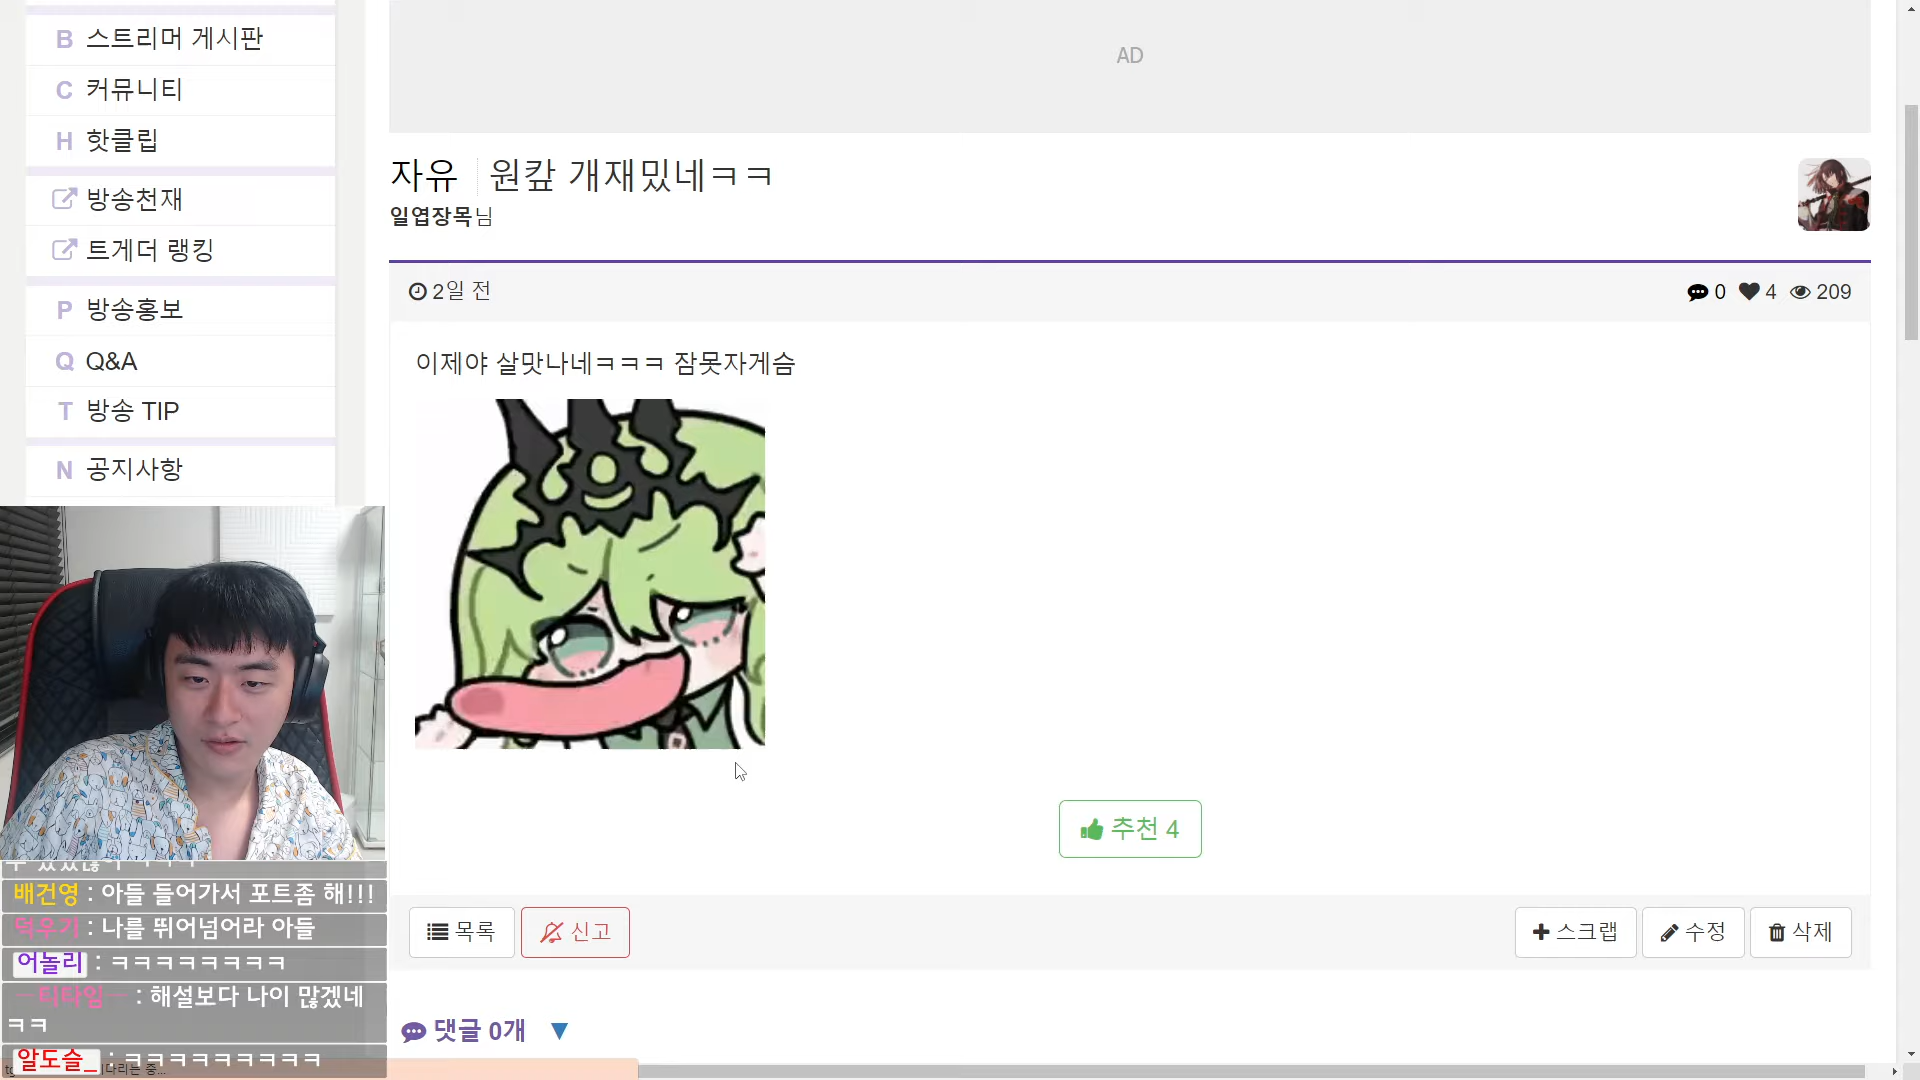 B 스트리머 게시판
C 커뮤니티
H 핫클립
방송천재
트게더 랭킹
P 방송홍보
Q Q&A
T 방송 TIP
N 공지사항
AD
자유 원캎 개재밌네ㅋㅋ
일엽장목님
2일 전
0 4 209
이제야 살맛나네ㅋㅋㅋ 잠못자게슴
추천 4
목록 신고
스크랩 수정 삭제
댓글 0개 ▼
배건영 : 아들 들어가서 포트좀 해!!!
덕우기 : 나를 뛰어넘어라 아들
어놀리 : ㅋㅋㅋㅋㅋㅋㅋㅋ
ㅡ티타임ㅡ : 해설보다 나이 많겠네
ㅋㅋ
알도슬_ : ㅋㅋㅋㅋㅋㅋㅋㅋㅋ